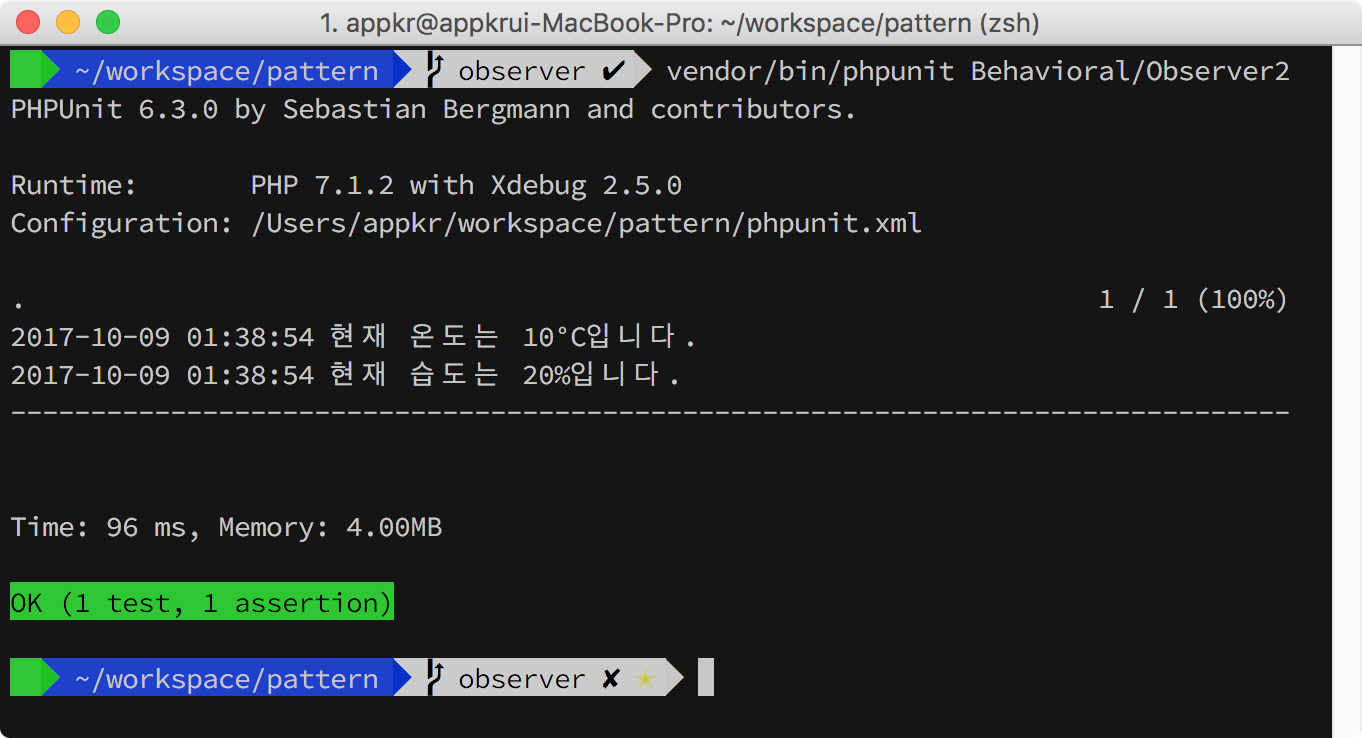 1. appkr@appkrui-MacBook-Pro: ~/workspace/pattern (zsh)
~/workspace/pattern observer ✔ vendor/bin/phpunit Behavioral/Observer2
PHPUnit 6.3.0 by Sebastian Bergmann and contributors.
Runtime: PHP 7.1.2 with Xdebug 2.5.0
Configuration: /Users/appkr/workspace/pattern/phpunit.xml
. 1 / 1 (100%)
2017-10-09 01:38:54 현재 온도는 10°C입니다.
2017-10-09 01:38:54 현재 습도는 20%입니다.
--------------------------------------------------------------------------------
Time: 96 ms, Memory: 4.00MB
OK (1 test, 1 assertion)
~/workspace/pattern observer ✘ ✭